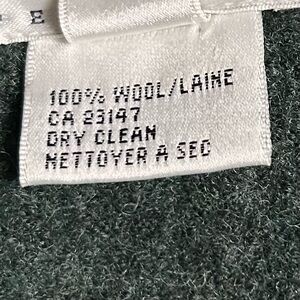 E
100% WOOL/LAINE
CA 23147
DRY CLEAN
NETTOYER A SEC